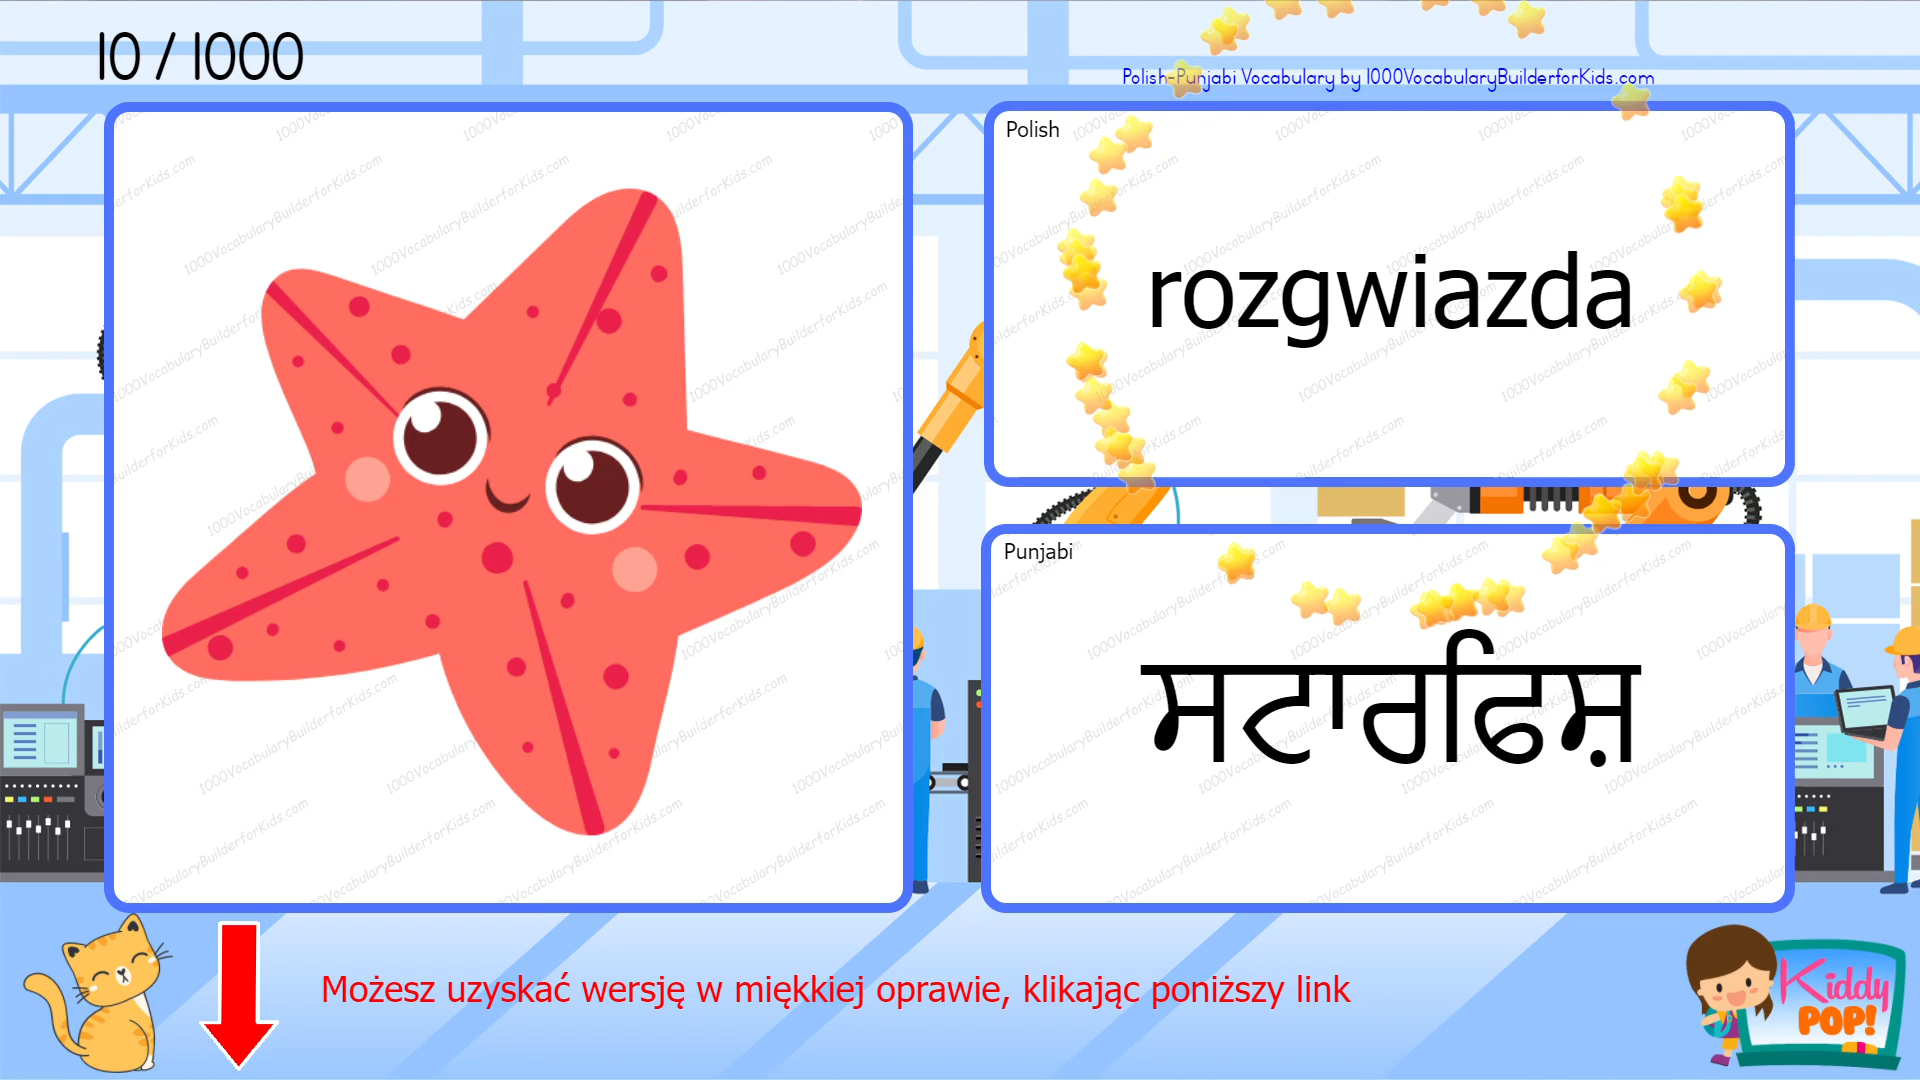 10 / 1000
Polish-Punjabi Vocabulary by 1000VocabularyBuilderforKids.com
Polish
rozgwiazda
Punjabi
ਸਟਾਰਫਿਸ਼
Możesz uzyskać wersję w miękkiej oprawie, klikając poniższy link
Kiddy
POP!